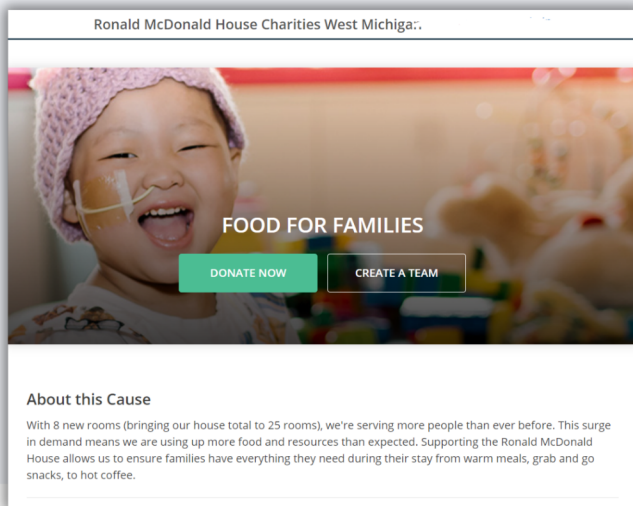 Ronald McDonald House Charities West Michigan
FOOD FOR FAMILIES
DONATE NOW CREATE A TEAM
About this Cause
With 8 new rooms (bringing our house total to 25 rooms), we're serving more people than ever before. This surge
in demand means we are using up more food and resources than expected. Supporting the Ronald McDonald
House allows us to ensure families have everything they need during their stay from warm meals, grab and go
snacks, to hot coffee.